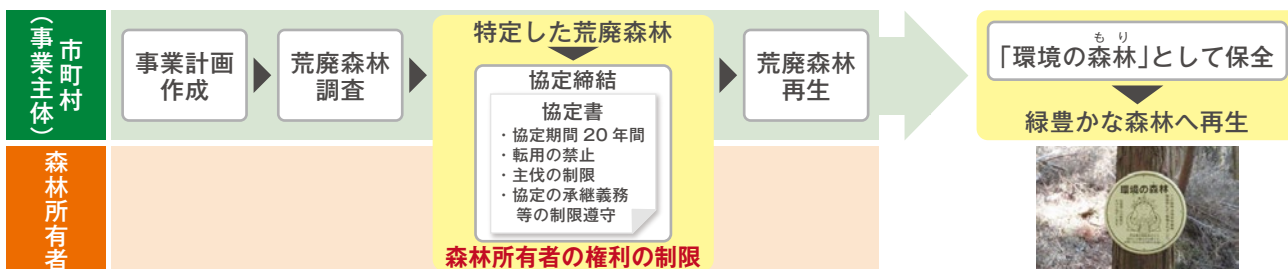 市町村
(事業主体)
事業計画
作成
荒廃森林
調査
特定した荒廃森林
協定締結
協定書
・協定期間 20 年間
・転用の禁止
・主伐の制限
・協定の承継義務
等の制限遵守
森林所有者の権利の制限
荒廃森林
再生
もり
「環境の森林」として保全
緑豊かな森林へ再生
環境の森林
森林所有者